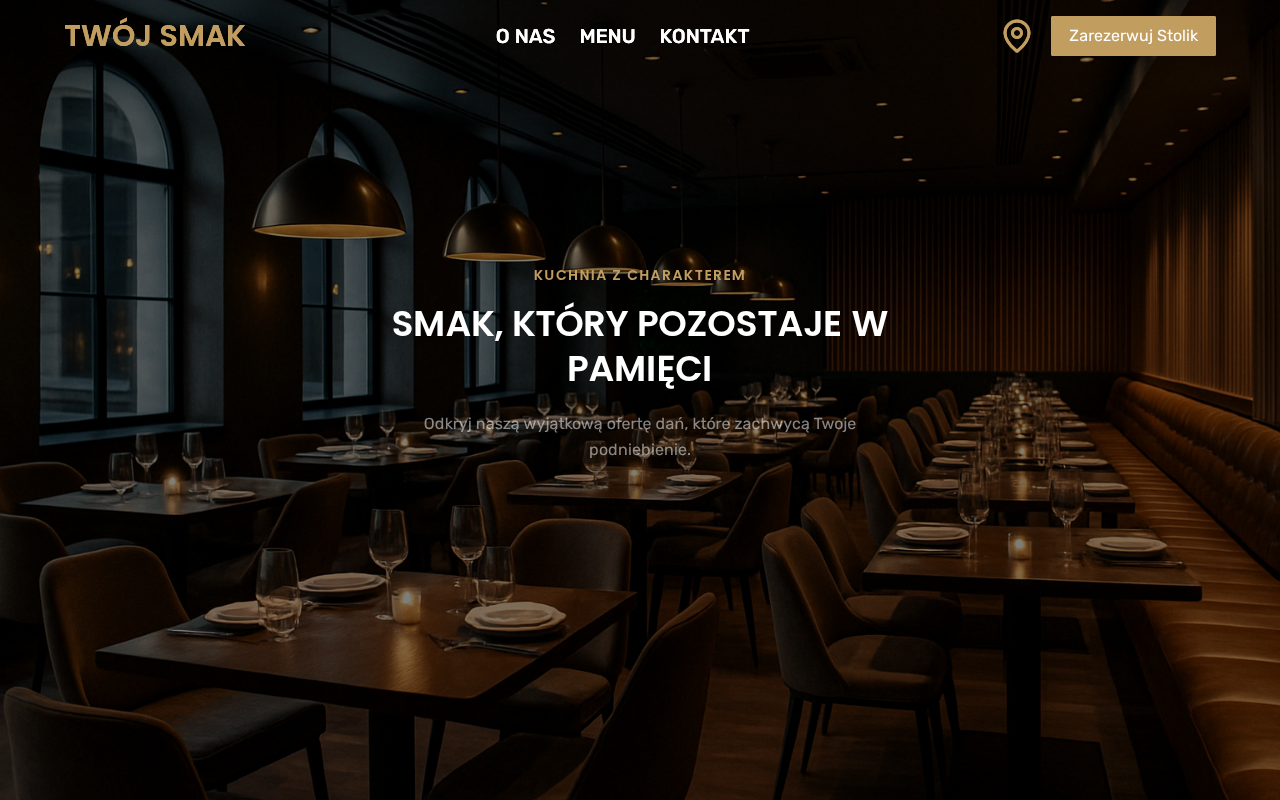 TWÓJ SMAK
O NAS
MENU
KONTAKT
Zarezerwuj Stolik
KUCHNIA Z CHARAKTEREM
SMAK, KTÓRY POZOSTAJE W
PAMIĘCI
Odkryj naszą wyjątkową ofertę dań, które zachwycą Twoje
podniebienie.